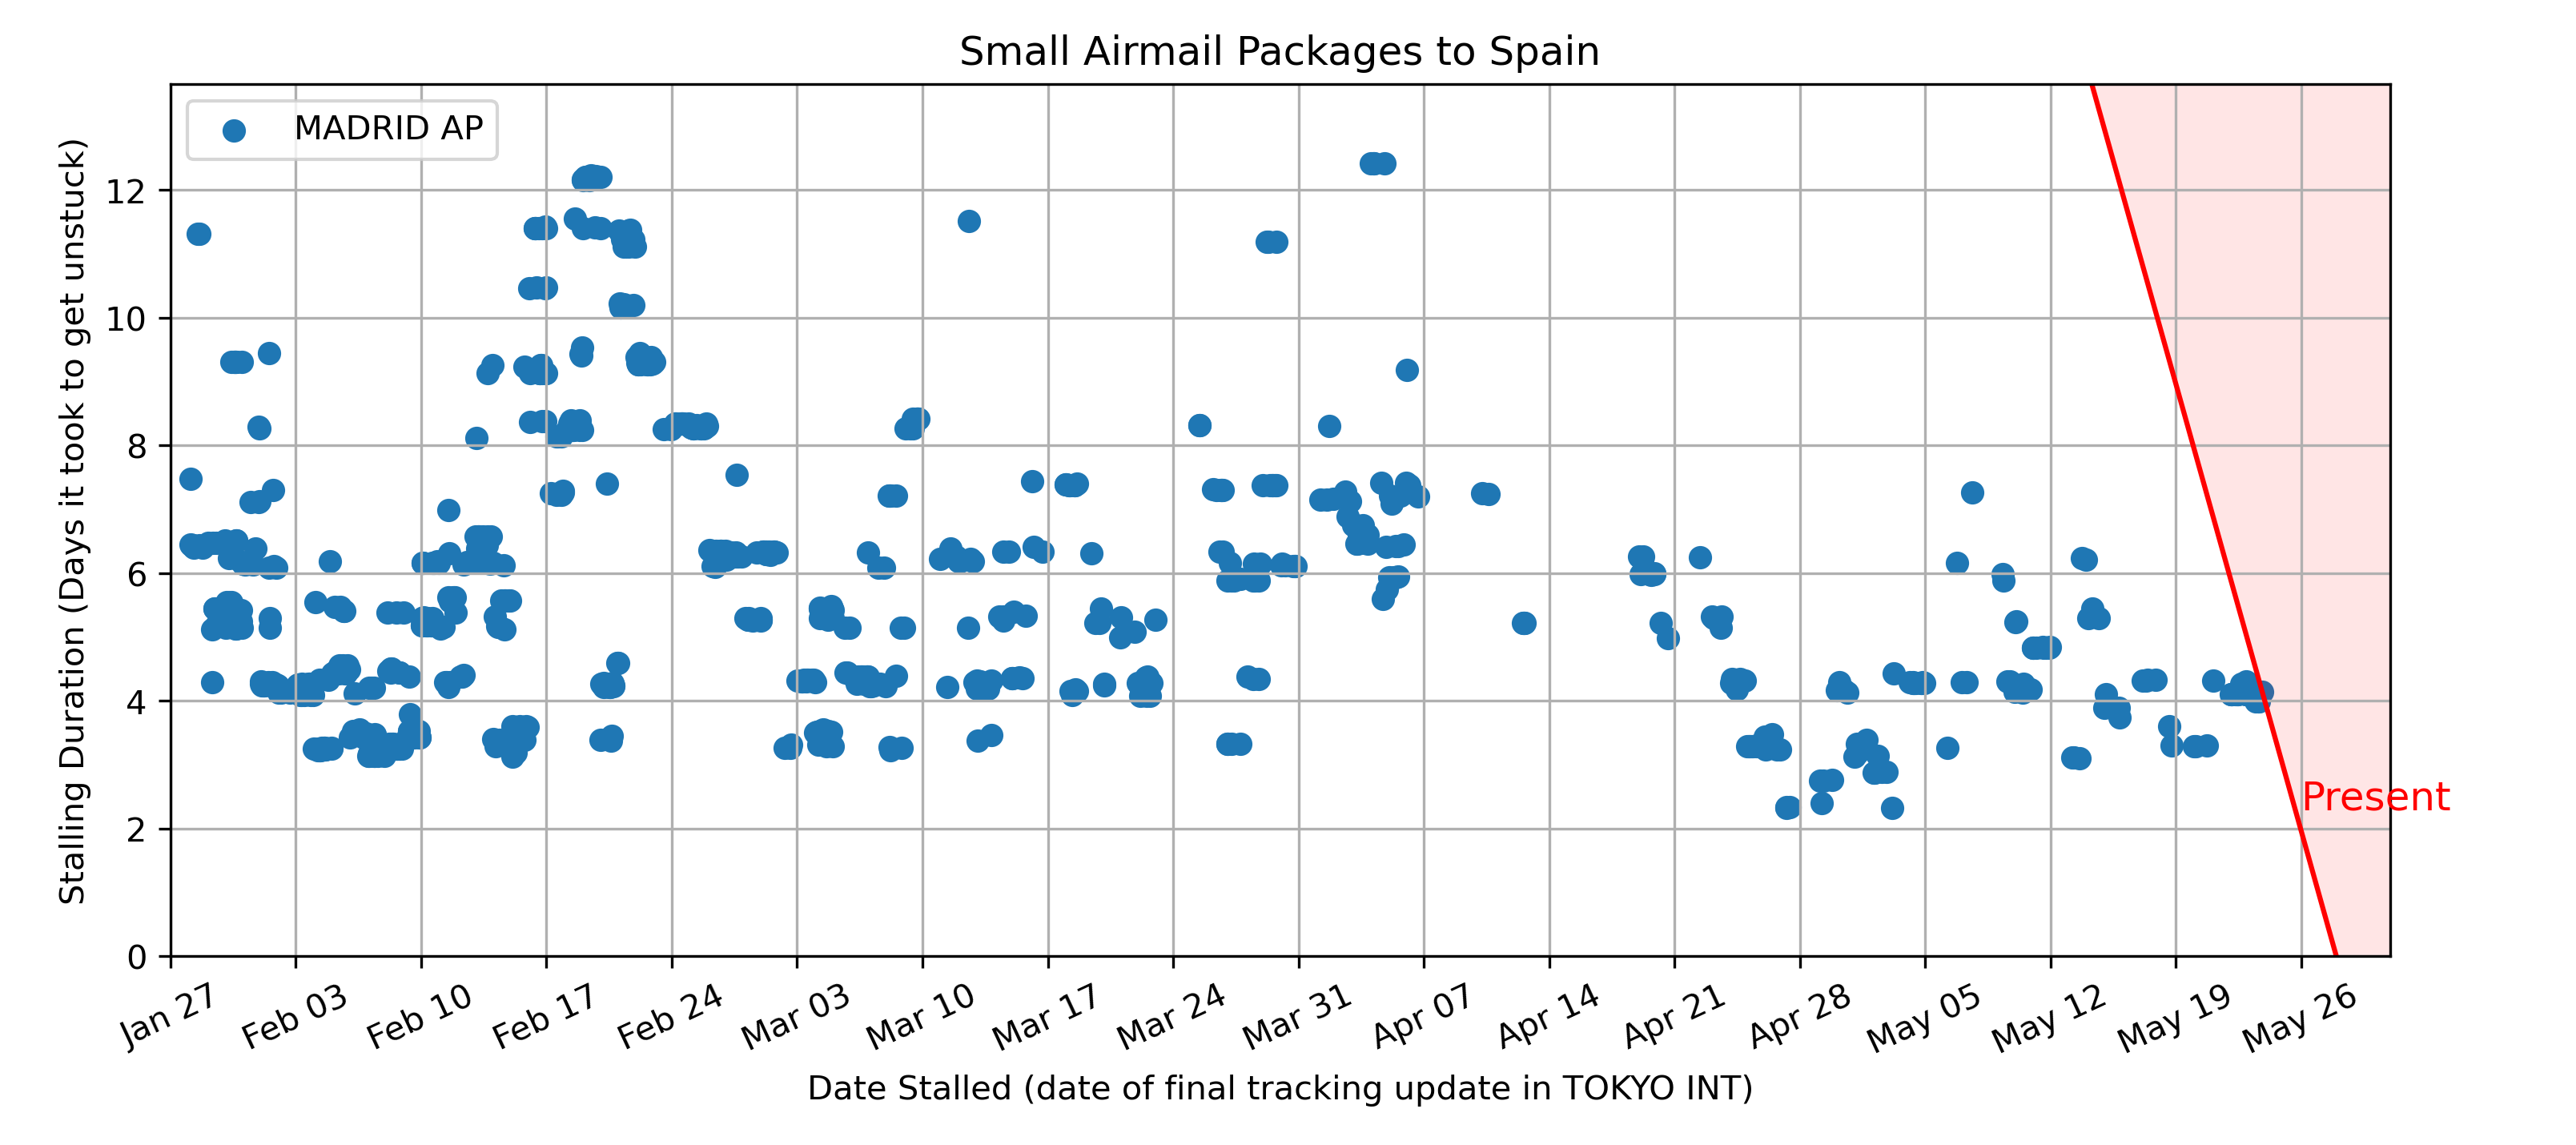 Small Airmail Packages to Spain
MADRID AP
Stalling Duration (Days it took to get unstuck)
12
10
8
6
4
2
0
Present
Jan 27
Feb 03
Feb 10
Feb 17
Feb 24
Mar 03
Mar 10
Mar 17
Mar 24
Mar 31
Apr 07
Apr 14
Apr 21
Apr 28
May 05
May 12
May 19
May 26
Date Stalled (date of final tracking update in TOKYO INT)